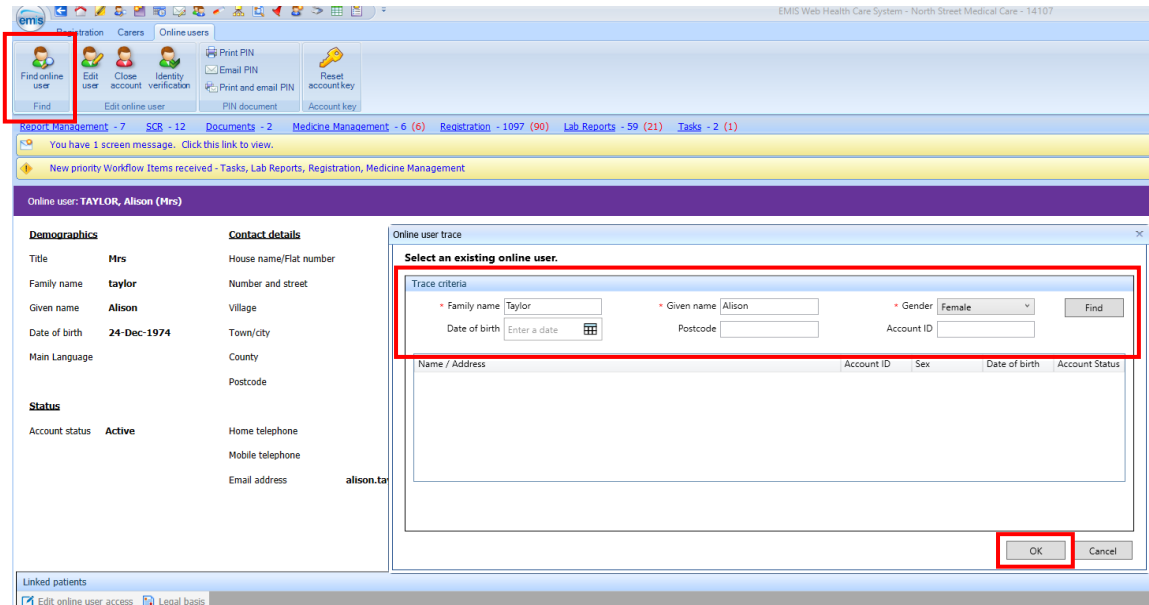 EMIS Web Health Care System - North Street Medical Care - 14107
emis
Registration Carers Online users
Find online user
Edit user
Close account
Identity verification
Print PIN
Email PIN
Print and email PIN
Reset account key
Find Edit online user PIN document Account key
Report Management - 7 SCR - 12 Documents - 2 Medicine Management - 6 (6) Registration - 1097 (90) Lab Reports - 59 (21) Tasks - 2 (1)
You have 1 screen message. Click this link to view.
New priority Workflow Items received - Tasks, Lab Reports, Registration, Medicine Management
Online user: TAYLOR, Alison (Mrs)
Demographics
Title Mrs
Family name taylor
Given name Alison
Date of birth 24-Dec-1974
Main Language
Status
Account status Active
Contact details
House name/Flat number
Number and street
Village
Town/city
County
Postcode
Home telephone
Mobile telephone
Email address alison.ta
Online user trace
Select an existing online user.
Trace criteria
* Family name Taylor * Given name Alison * Gender Female Find
Date of birth Enter a date Postcode Account ID
Name / Address Account ID Sex Date of birth Account Status
OK Cancel
Linked patients
Edit online user access Legal basis